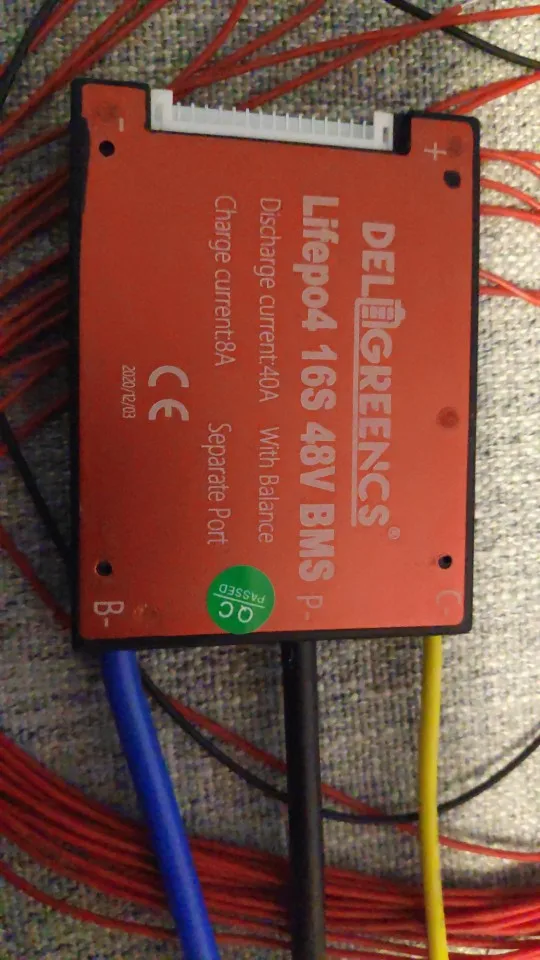 DELIGREENCS®
Lifepo4 16S 48V BMS
Discharge current:40A With Balance
Charge current:8A Separate Port
CE
2020/12/03
QC
PASSED
-
+
B-
P-
C-